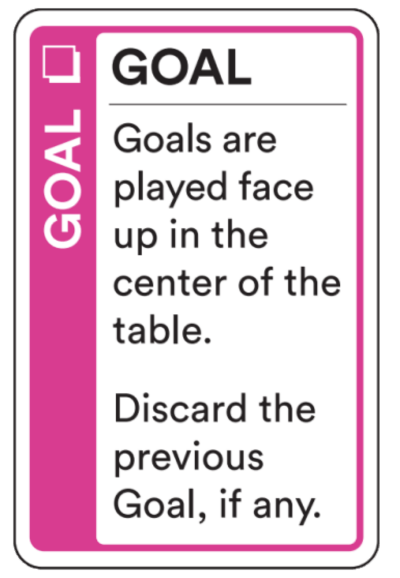 GOAL
GOAL
Goals are
played face
up in the
center of the
table.
Discard the
previous
Goal, if any.